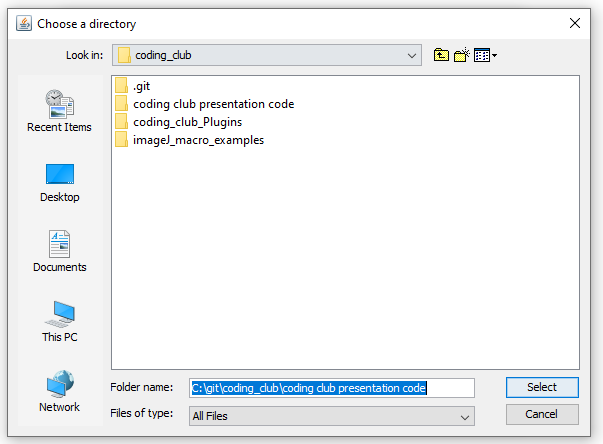 Choose a directory
Look in: coding_club
.git
coding club presentation code
coding_club_Plugins
imageJ_macro_examples
Recent Items
Desktop
Documents
This PC
Network
Folder name: C:\git\coding_club\coding club presentation code
Select
Files of type: All Files
Cancel